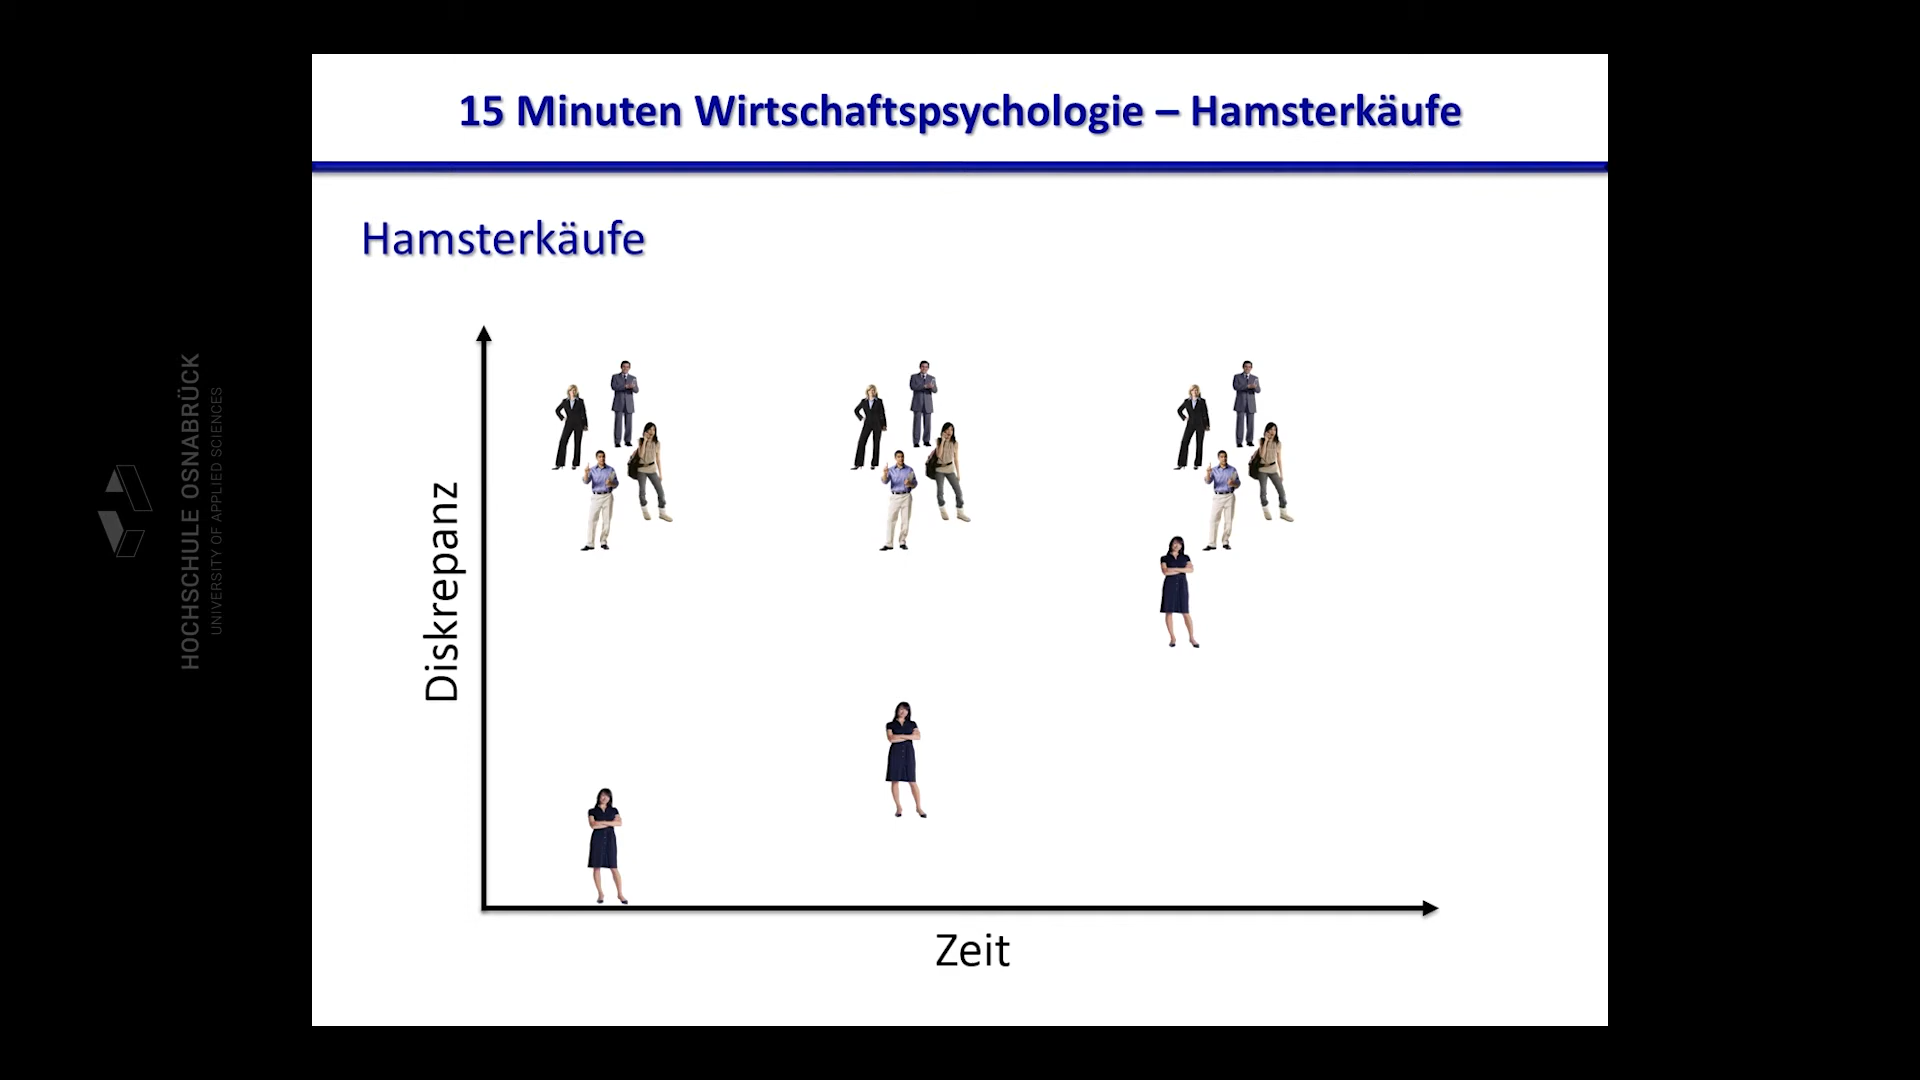 15 Minuten Wirtschaftspsychologie – Hamsterkäufe
Hamsterkäufe
Diskrepanz
Zeit
HOCHSCHULE OSNABRÜCK
UNIVERSITY OF APPLIED SCIENCES